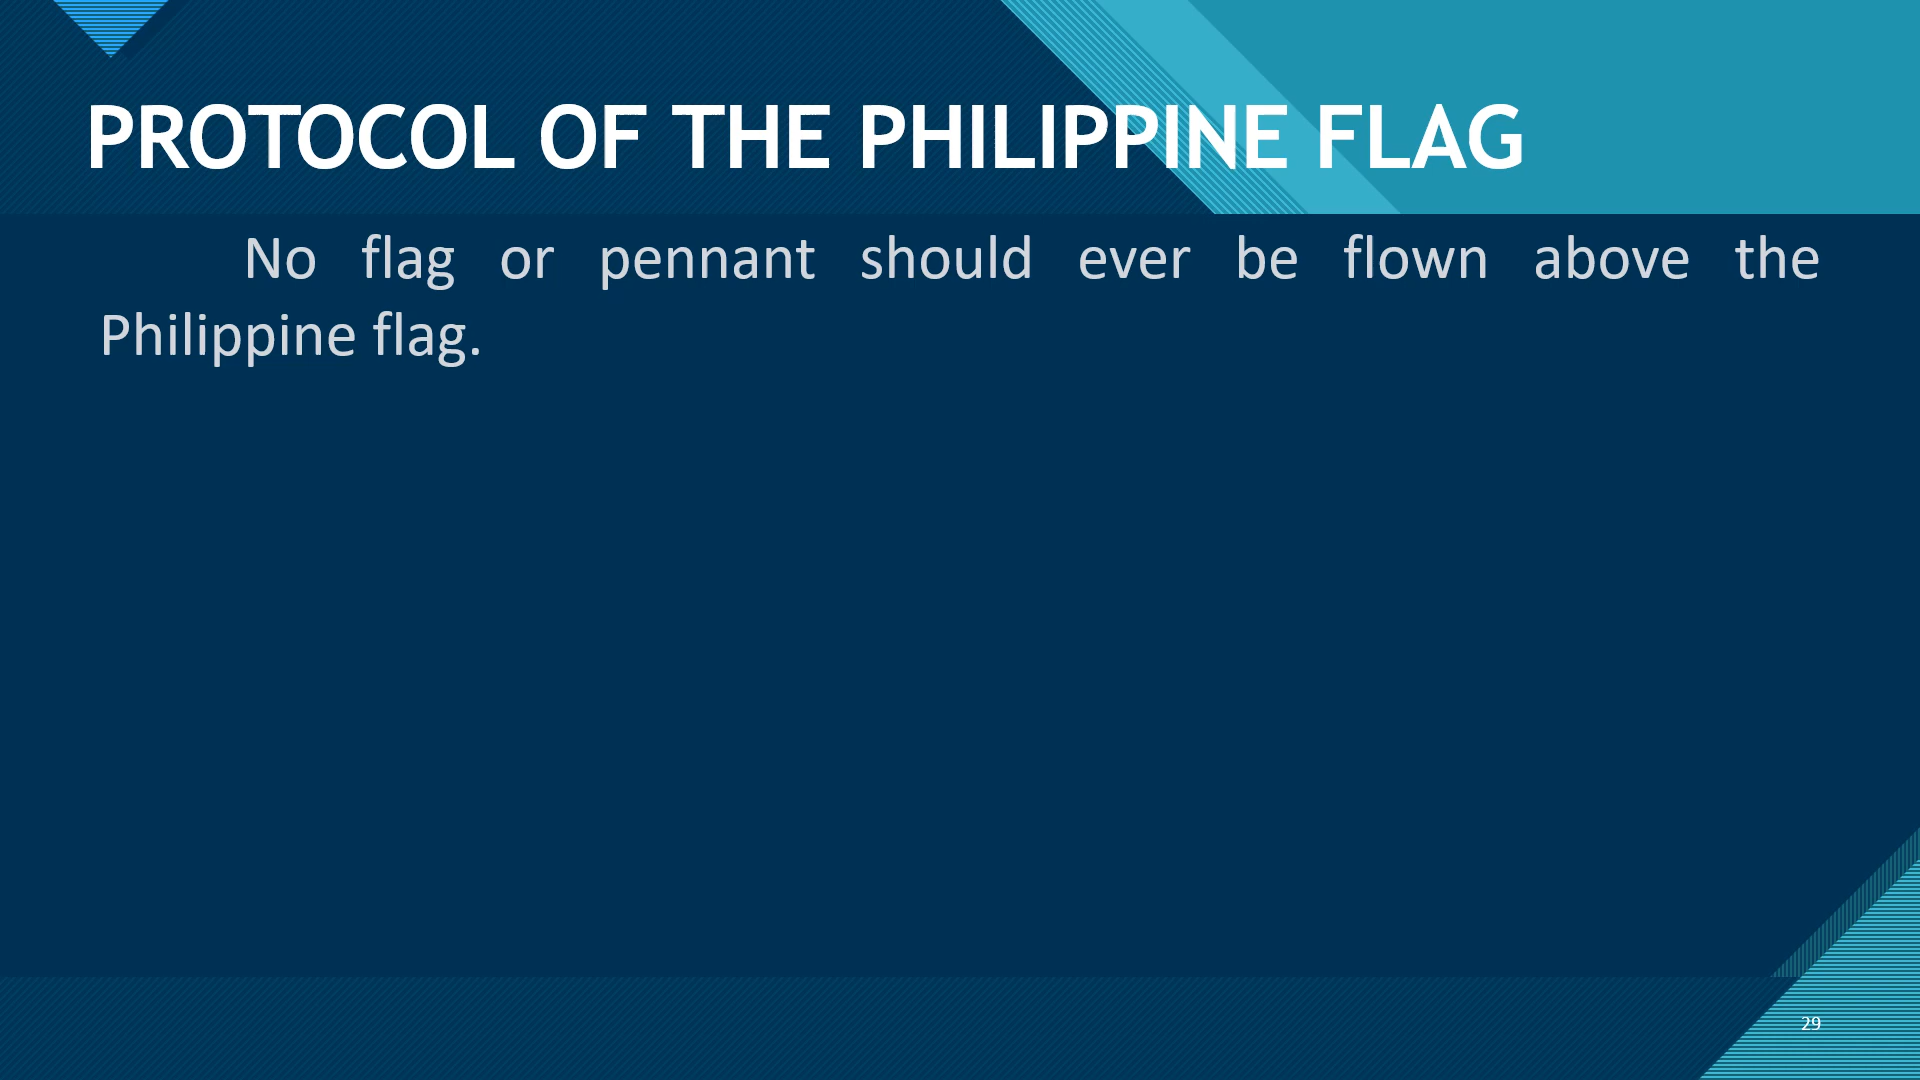 PROTOCOL OF THE PHILIPPINE FLAG
No flag or pennant should ever be flown above the
Philippine flag.
29